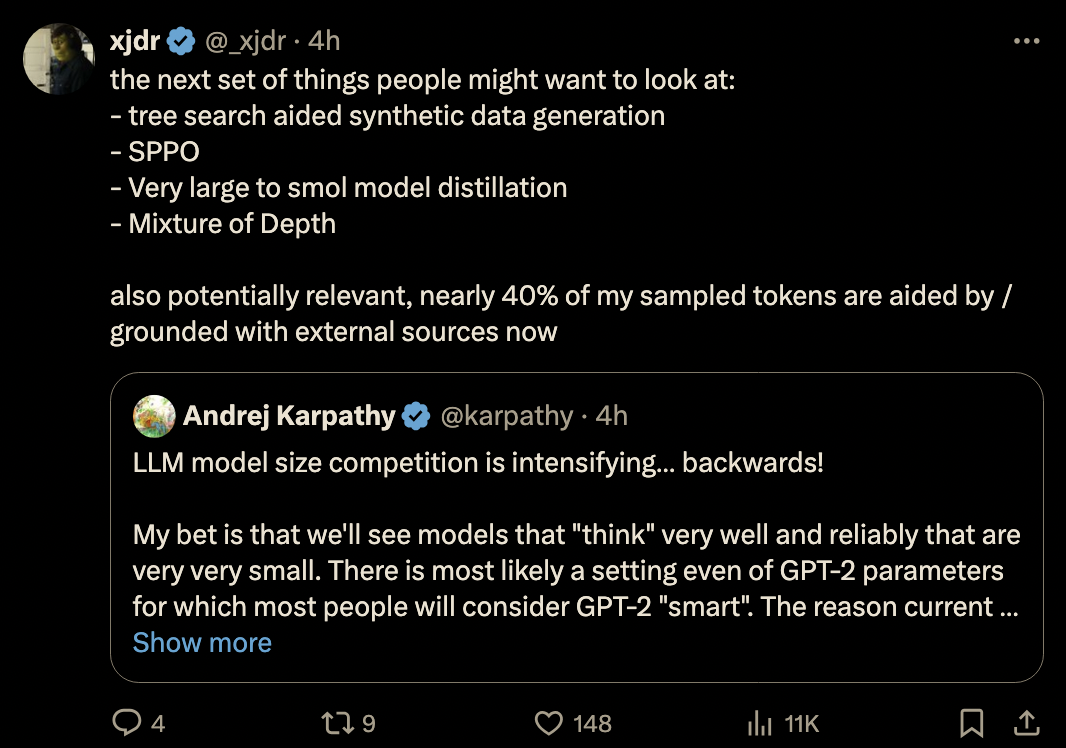 xjdr @_xjdr · 4h
the next set of things people might want to look at:
- tree search aided synthetic data generation
- SPPO
- Very large to smol model distillation
- Mixture of Depth
also potentially relevant, nearly 40% of my sampled tokens are aided by /
grounded with external sources now
Andrej Karpathy @karpathy · 4h
LLM model size competition is intensifying... backwards!
My bet is that we'll see models that "think" very well and reliably that are
very very small. There is most likely a setting even of GPT-2 parameters
for which most people will consider GPT-2 "smart". The reason current ...
Show more
4 9 148 11K